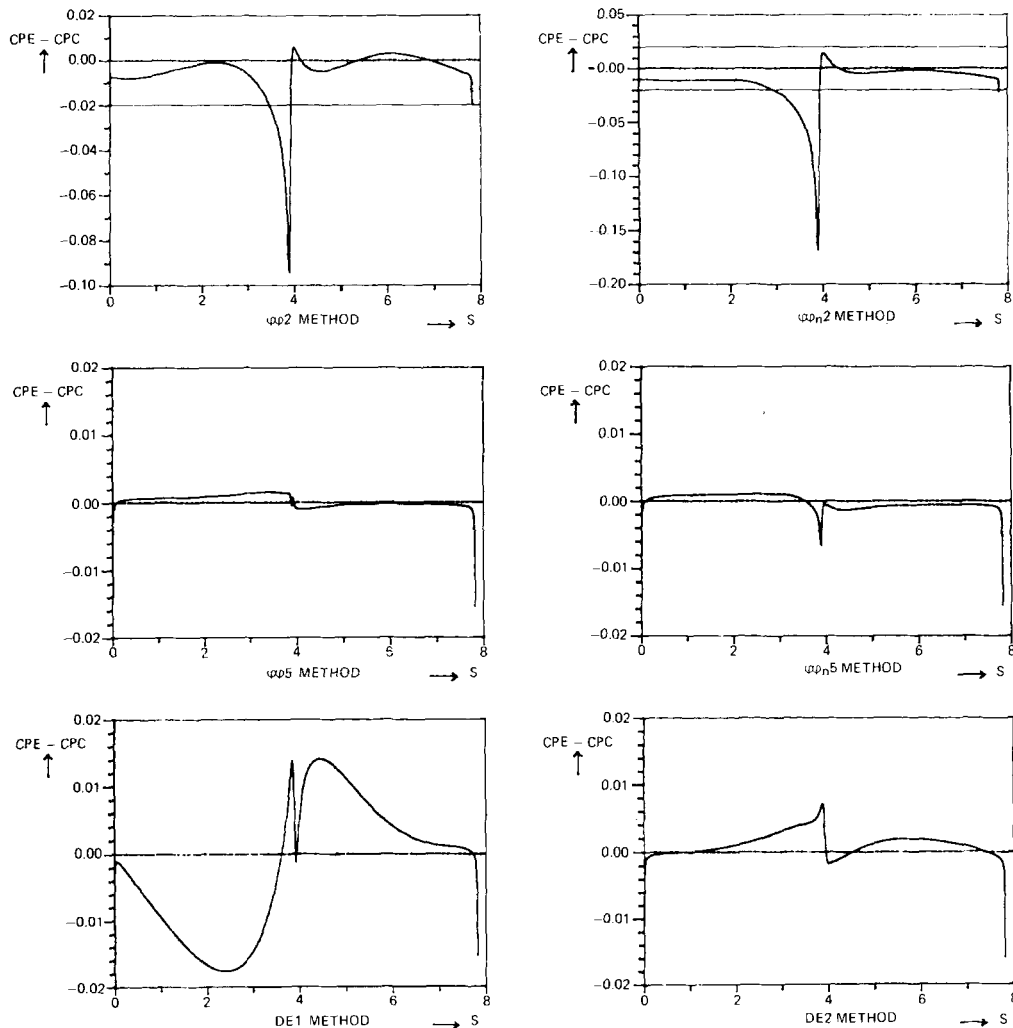 0.02
CPE – CPC
0.00
–0.02
–0.04
–0.06
–0.08
–0.10
0 2 4 6 8
φρ2 METHOD → S
0.05
CPE – CPC
–0.00
–0.05
–0.10
–0.15
–0.20
0 2 4 6 8
φρn2 METHOD → S
0.02
CPE – CPC
0.01
0.00
–0.01
–0.02
0 2 4 6 8
φρ5 METHOD → S
0.02
CPE – CPC
0.01
0.00
–0.01
–0.02
0 2 4 6 8
φρn5 METHOD → S
0.02
CPE – CPC
0.01
0.00
–0.01
–0.02
0 2 4 6 8
DE1 METHOD → S
0.02
CPE – CPC
0.01
0.00
–0.01
–0.02
0 2 4 6 8
DE2 METHOD → S